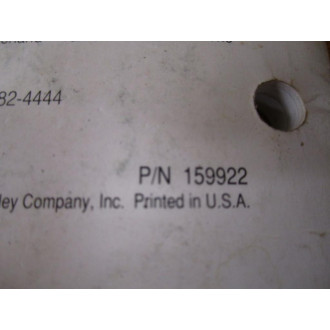 82-4444
P/N 159922
ley Company, Inc. Printed in U.S.A.